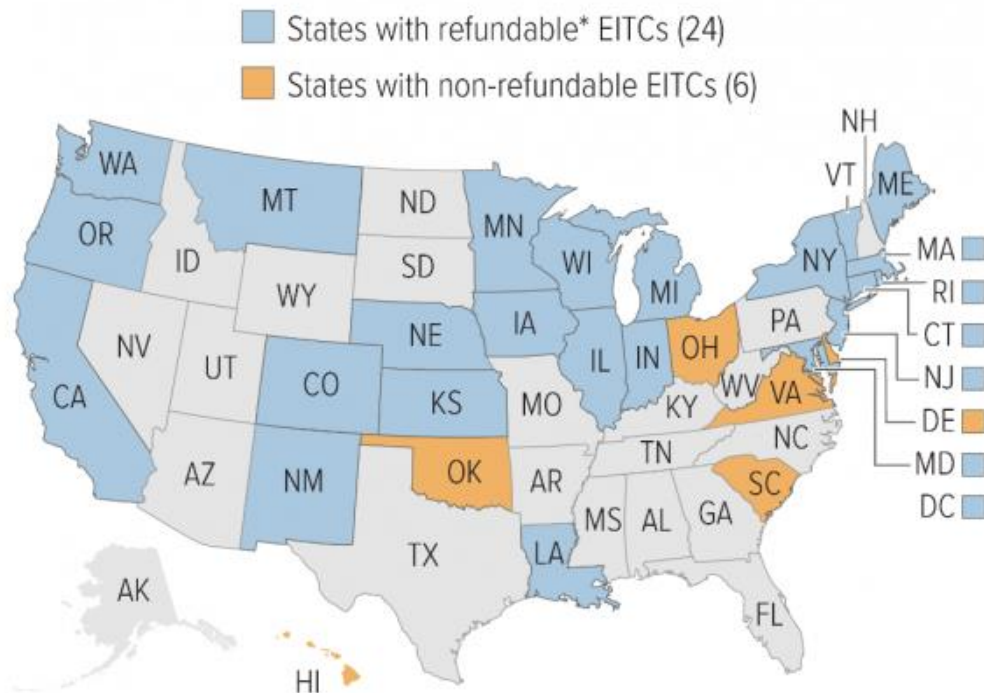 States with refundable* EITCs (24)
States with non-refundable EITCs (6)
NH
VT
ME
WA
MT
ND
MN
OR
ID
SD
WI
NY
MA
WY
MI
RI
NE
IA
PA
CT
NV
UT
CO
IL
IN
OH
NJ
CA
KS
MO
WV
VA
KY
DE
AZ
NM
OK
AR
TN
NC
MD
SC
DC
TX
LA
MS
AL
GA
AK
FL
HI